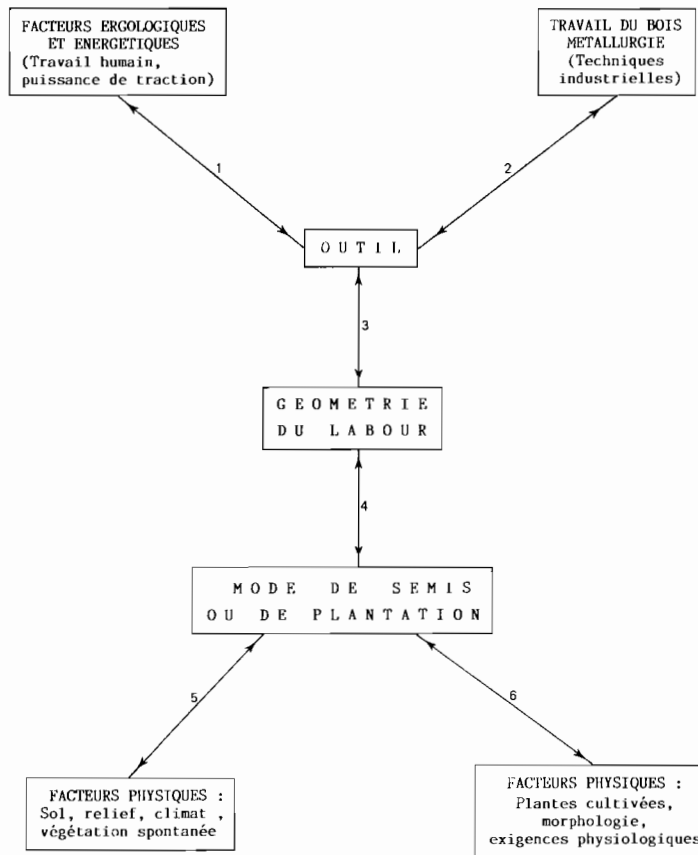 FACTEURS ERGOLOGIQUES
ET ENERGETIQUES
(Travail humain,
puissance de traction)
TRAVAIL DU BOIS
METALLURGIE
(Techniques
industrielles)
1
2
OUTIL
3
GEOMETRIE
DU LABOUR
4
MODE DE SEMIS
OU DE PLANTATION
5
6
FACTEURS PHYSIQUES :
Sol, relief, climat ,
végétation spontanée
FACTEURS PHYSIQUES :
Plantes cultivées,
morphologie,
exigences physiologiques